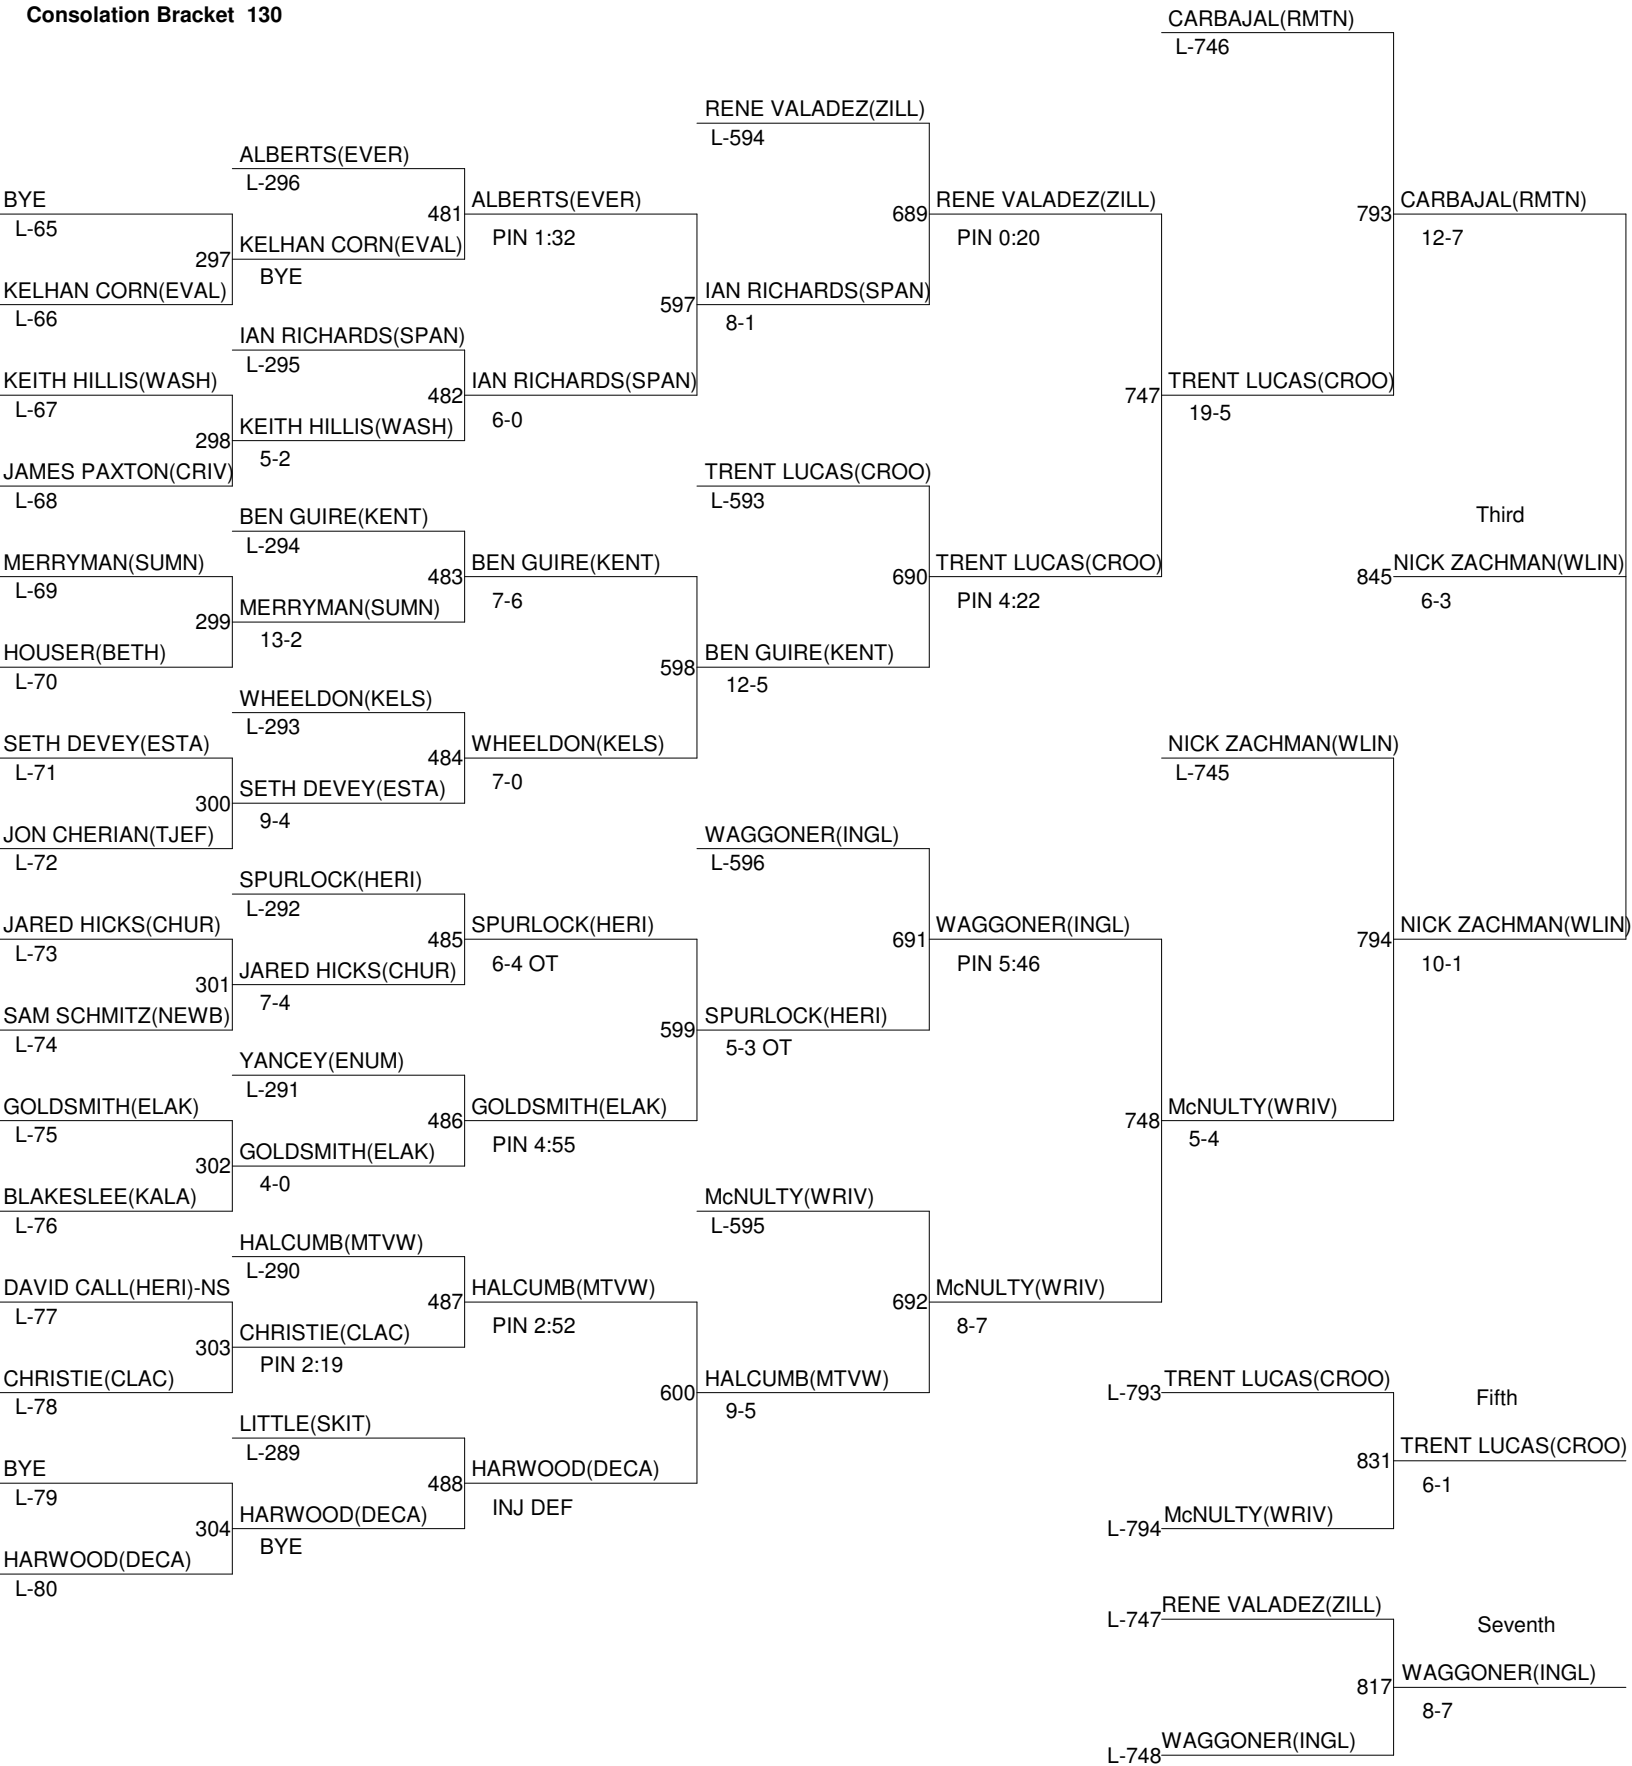 Consolation Bracket 130
CARBAJAL(RMTN)
L-746
RENE VALADEZ(ZILL)
L-594
ALBERTS(EVER)
L-296
BYE
L-65
481
ALBERTS(EVER)
PIN 1:32
689
RENE VALADEZ(ZILL)
PIN 0:20
793
CARBAJAL(RMTN)
12-7
297
KELHAN CORN(EVAL)
BYE
KELHAN CORN(EVAL)
L-66
597
IAN RICHARDS(SPAN)
8-1
IAN RICHARDS(SPAN)
L-295
KEITH HILLIS(WASH)
L-67
482
IAN RICHARDS(SPAN)
6-0
747
TRENT LUCAS(CROO)
19-5
298
KEITH HILLIS(WASH)
5-2
JAMES PAXTON(CRIV)
L-68
TRENT LUCAS(CROO)
L-593
BEN GUIRE(KENT)
L-294
Third
MERRYMAN(SUMN)
L-69
483
BEN GUIRE(KENT)
7-6
690
TRENT LUCAS(CROO)
PIN 4:22
845
NICK ZACHMAN(WLIN)
6-3
299
MERRYMAN(SUMN)
13-2
HOUSER(BETH)
L-70
598
BEN GUIRE(KENT)
12-5
WHEELDON(KELS)
L-293
SETH DEVEY(ESTA)
L-71
484
WHEELDON(KELS)
7-0
NICK ZACHMAN(WLIN)
L-745
300
SETH DEVEY(ESTA)
9-4
JON CHERIAN(TJEF)
L-72
WAGGONER(INGL)
L-596
SPURLOCK(HERI)
L-292
JARED HICKS(CHUR)
L-73
485
SPURLOCK(HERI)
6-4 OT
691
WAGGONER(INGL)
PIN 5:46
794
NICK ZACHMAN(WLIN)
10-1
301
JARED HICKS(CHUR)
7-4
SAM SCHMITZ(NEWB)
L-74
599
SPURLOCK(HERI)
5-3 OT
YANCEY(ENUM)
L-291
GOLDSMITH(ELAK)
L-75
486
GOLDSMITH(ELAK)
PIN 4:55
748
McNULTY(WRIV)
5-4
302
GOLDSMITH(ELAK)
4-0
BLAKESLEE(KALA)
L-76
McNULTY(WRIV)
L-595
HALCUMB(MTVW)
L-290
DAVID CALL(HERI)-NS
L-77
487
HALCUMB(MTVW)
PIN 2:52
692
McNULTY(WRIV)
8-7
303
CHRISTIE(CLAC)
PIN 2:19
CHRISTIE(CLAC)
L-78
600
HALCUMB(MTVW)
9-5
L-793
TRENT LUCAS(CROO)
Fifth
LITTLE(SKIT)
L-289
BYE
L-79
488
HARWOOD(DECA)
INJ DEF
831
TRENT LUCAS(CROO)
6-1
304
HARWOOD(DECA)
BYE
L-794
McNULTY(WRIV)
HARWOOD(DECA)
L-80
L-747
RENE VALADEZ(ZILL)
Seventh
817
WAGGONER(INGL)
8-7
L-748
WAGGONER(INGL)